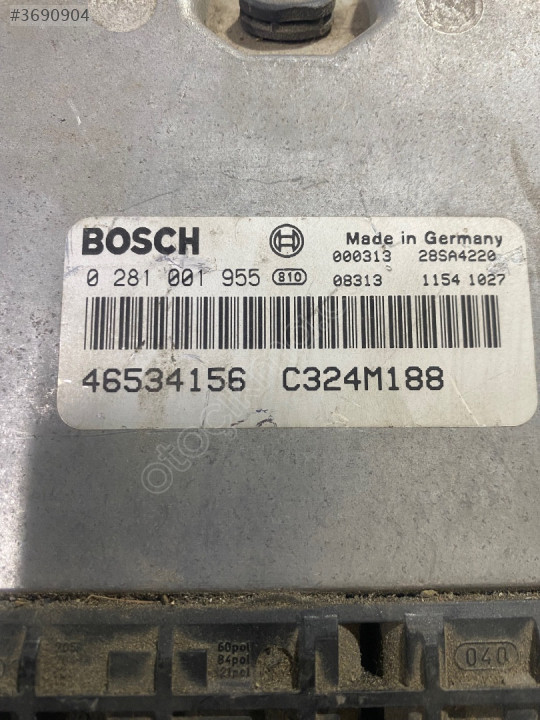 #3690904
BOSCH
Made in Germany
000313 28SA4220
0 281 001 955 810
08313 1154 1027
46534156 C324M188
60pol
84pol
21pol
040